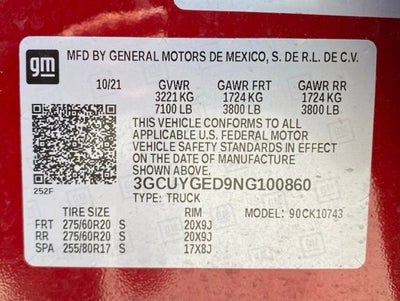 gm
MFD BY GENERAL MOTORS DE MEXICO, S. DE R.L. DE C.V.
10/21 GVWR GAWR FRT GAWR RR
3221 KG 1724 KG 1724 KG
7100 LB 3800 LB 3800 LB
THIS VEHICLE CONFORMS TO ALL
APPLICABLE U.S. FEDERAL MOTOR
VEHICLE SAFETY STANDARDS IN EFFECT
ON THE DATE OF MANUFACTURE
SHOWN ABOVE.
252F
3GCUYGED9NG100860
TYPE: TRUCK
TIRE SIZE RIM MODEL: 90CK10743
FRT 275/60R20 S 20X9J
RR 275/60R20 S 20X9J
SPA 255/80R17 S 17X8J